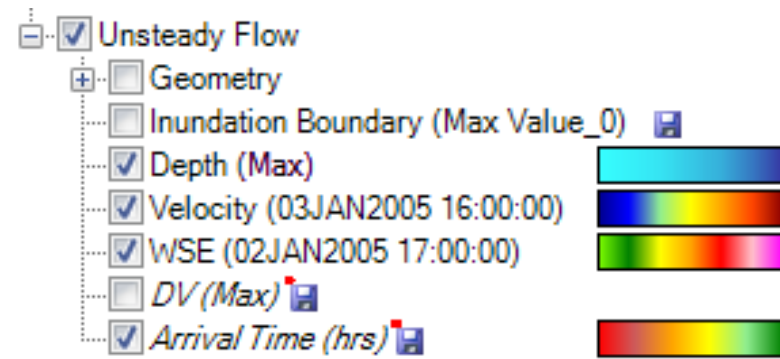 Unsteady Flow
Geometry
Inundation Boundary (Max Value_0)
Depth (Max)
Velocity (03JAN2005 16:00:00)
WSE (02JAN2005 17:00:00)
DV (Max)
Arrival Time (hrs)